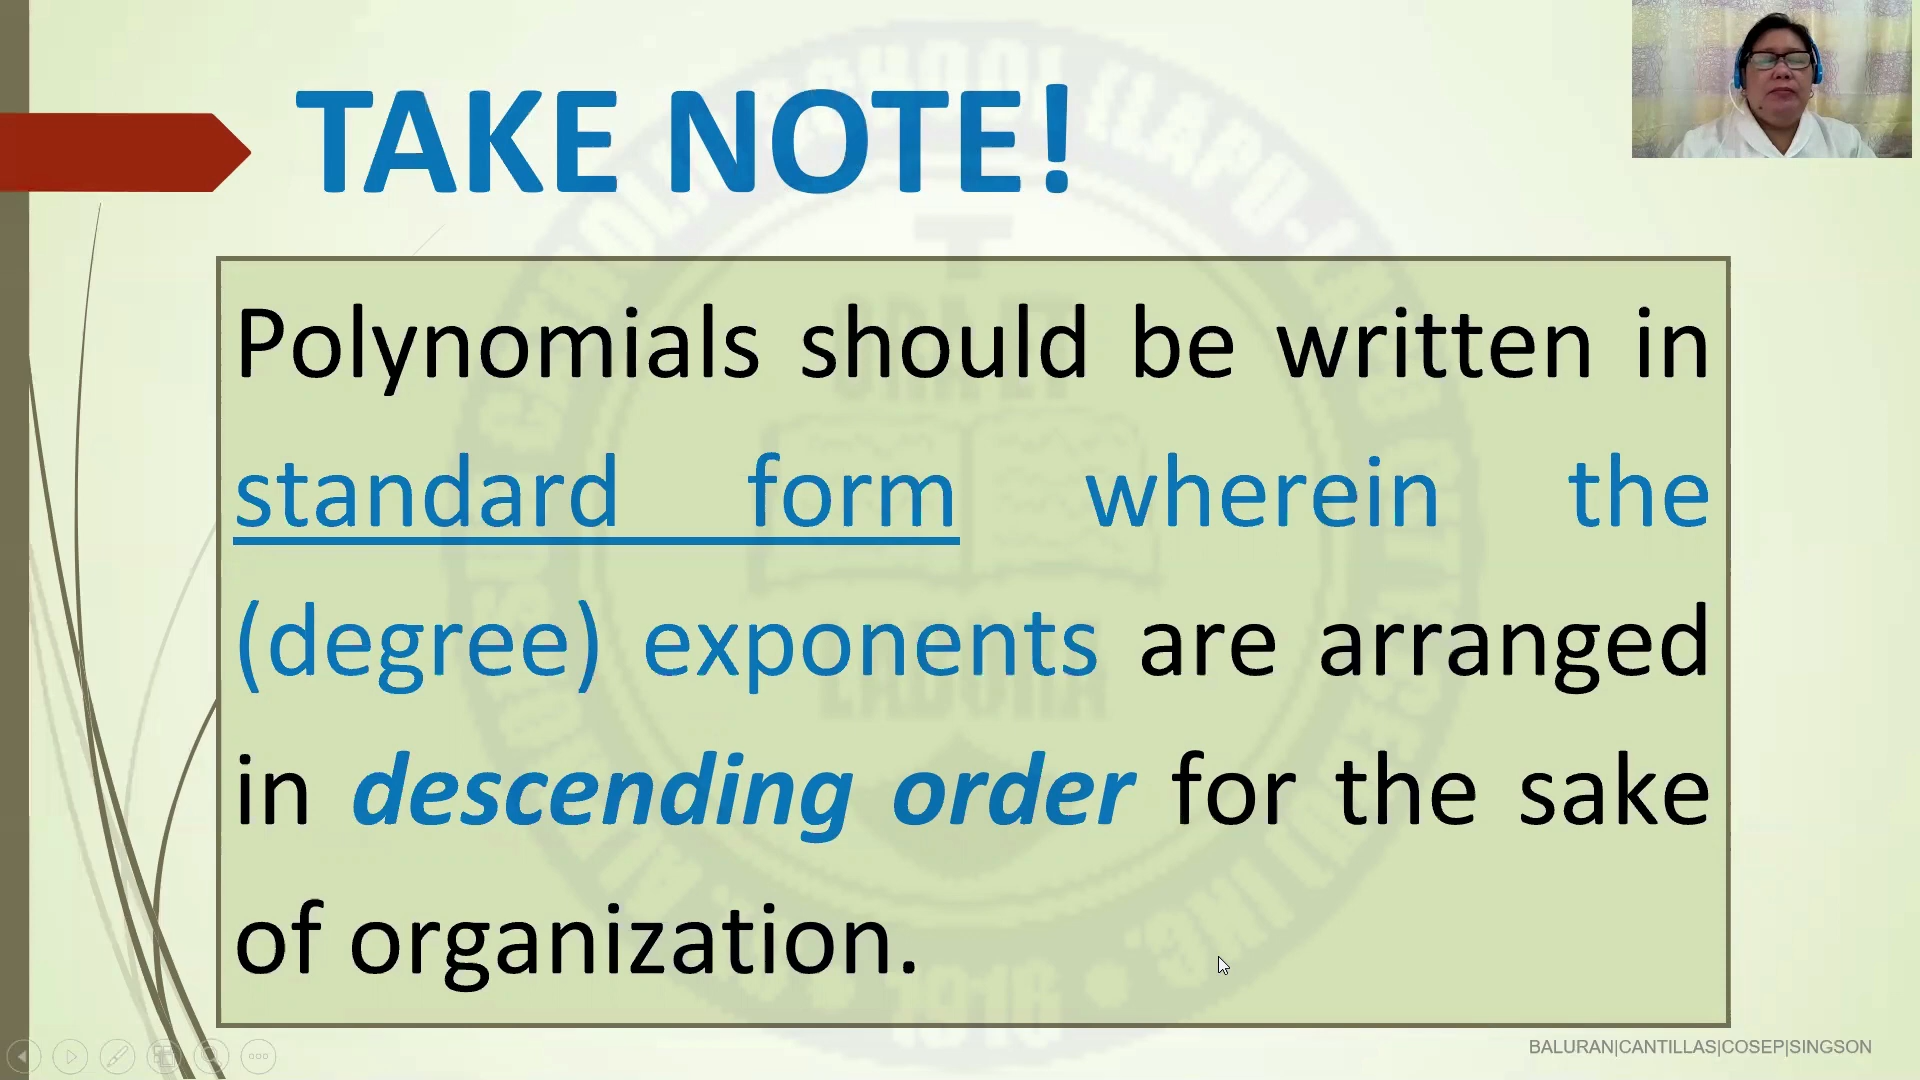 TAKE NOTE!
Polynomials should be written in
standard form wherein the
(degree) exponents are arranged
in descending order for the sake
of organization.
BALURAN|CANTILLAS|COSEP|SINGSON
1916